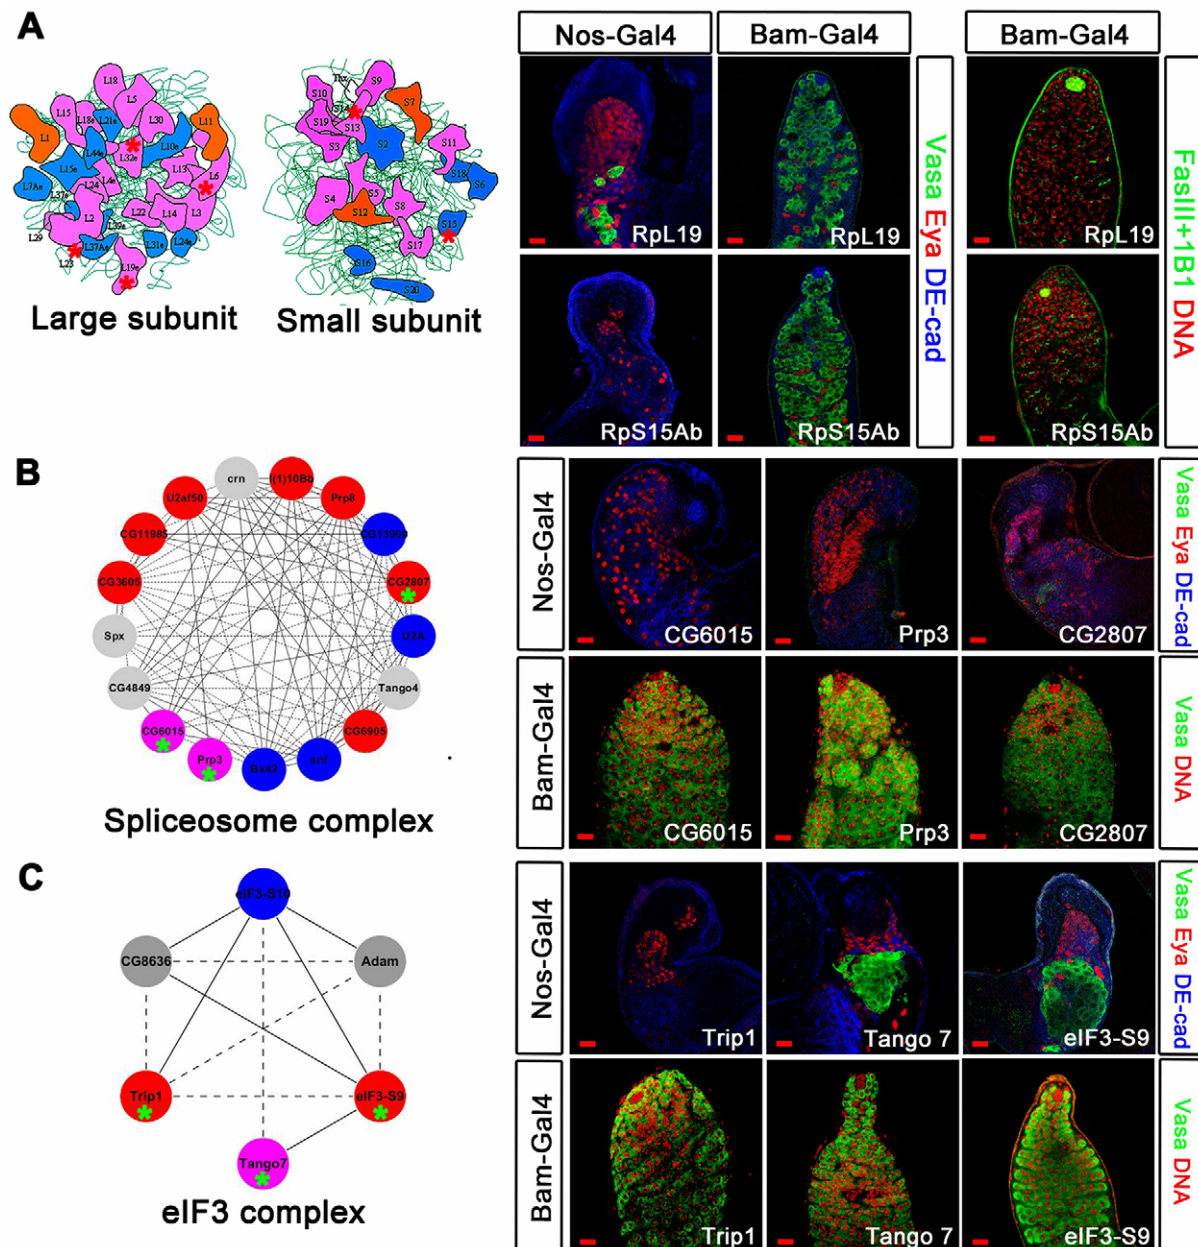 A
L18
L5
L15
L18e
L21e
L30
L1
L11
L44e
L32e
L10e
L15e
L13
L6
L7Ae
L24
L4e
L37e
L2
L22
L14
L3
L39e
L29
L37Ae
L31e
L24e
L23
L19e
Large subunit
Thx
S9
S10
S14
S7
S19
S13
S3
S2
S11
S18
S6
S4
S5
S8
S12
S15
S17
S16
S20
Small subunit
Nos-Gal4
Bam-Gal4
Bam-Gal4
RpL19
RpL19
RpL19
RpS15Ab
RpS15Ab
RpS15Ab
Vasa Eya DE-cad
FasIII+1B1 DNA
B
crn
l(1)10Bb
U2af50
Prp8
CG11985
CG13900
CG3605
CG2807
Spx
U2A
CG4849
Tango4
CG6015
CG6905
Prp3
Bx42
snf
Spliceosome complex
Nos-Gal4
CG6015
Prp3
CG2807
Vasa Eya DE-cad
Bam-Gal4
CG6015
Prp3
CG2807
Vasa DNA
C
eIF3-S10
CG8636
Adam
Trip1
eIF3-S9
Tango7
eIF3 complex
Nos-Gal4
Trip1
Tango 7
eIF3-S9
Vasa Eya DE-cad
Bam-Gal4
Trip1
Tango 7
eIF3-S9
Vasa DNA